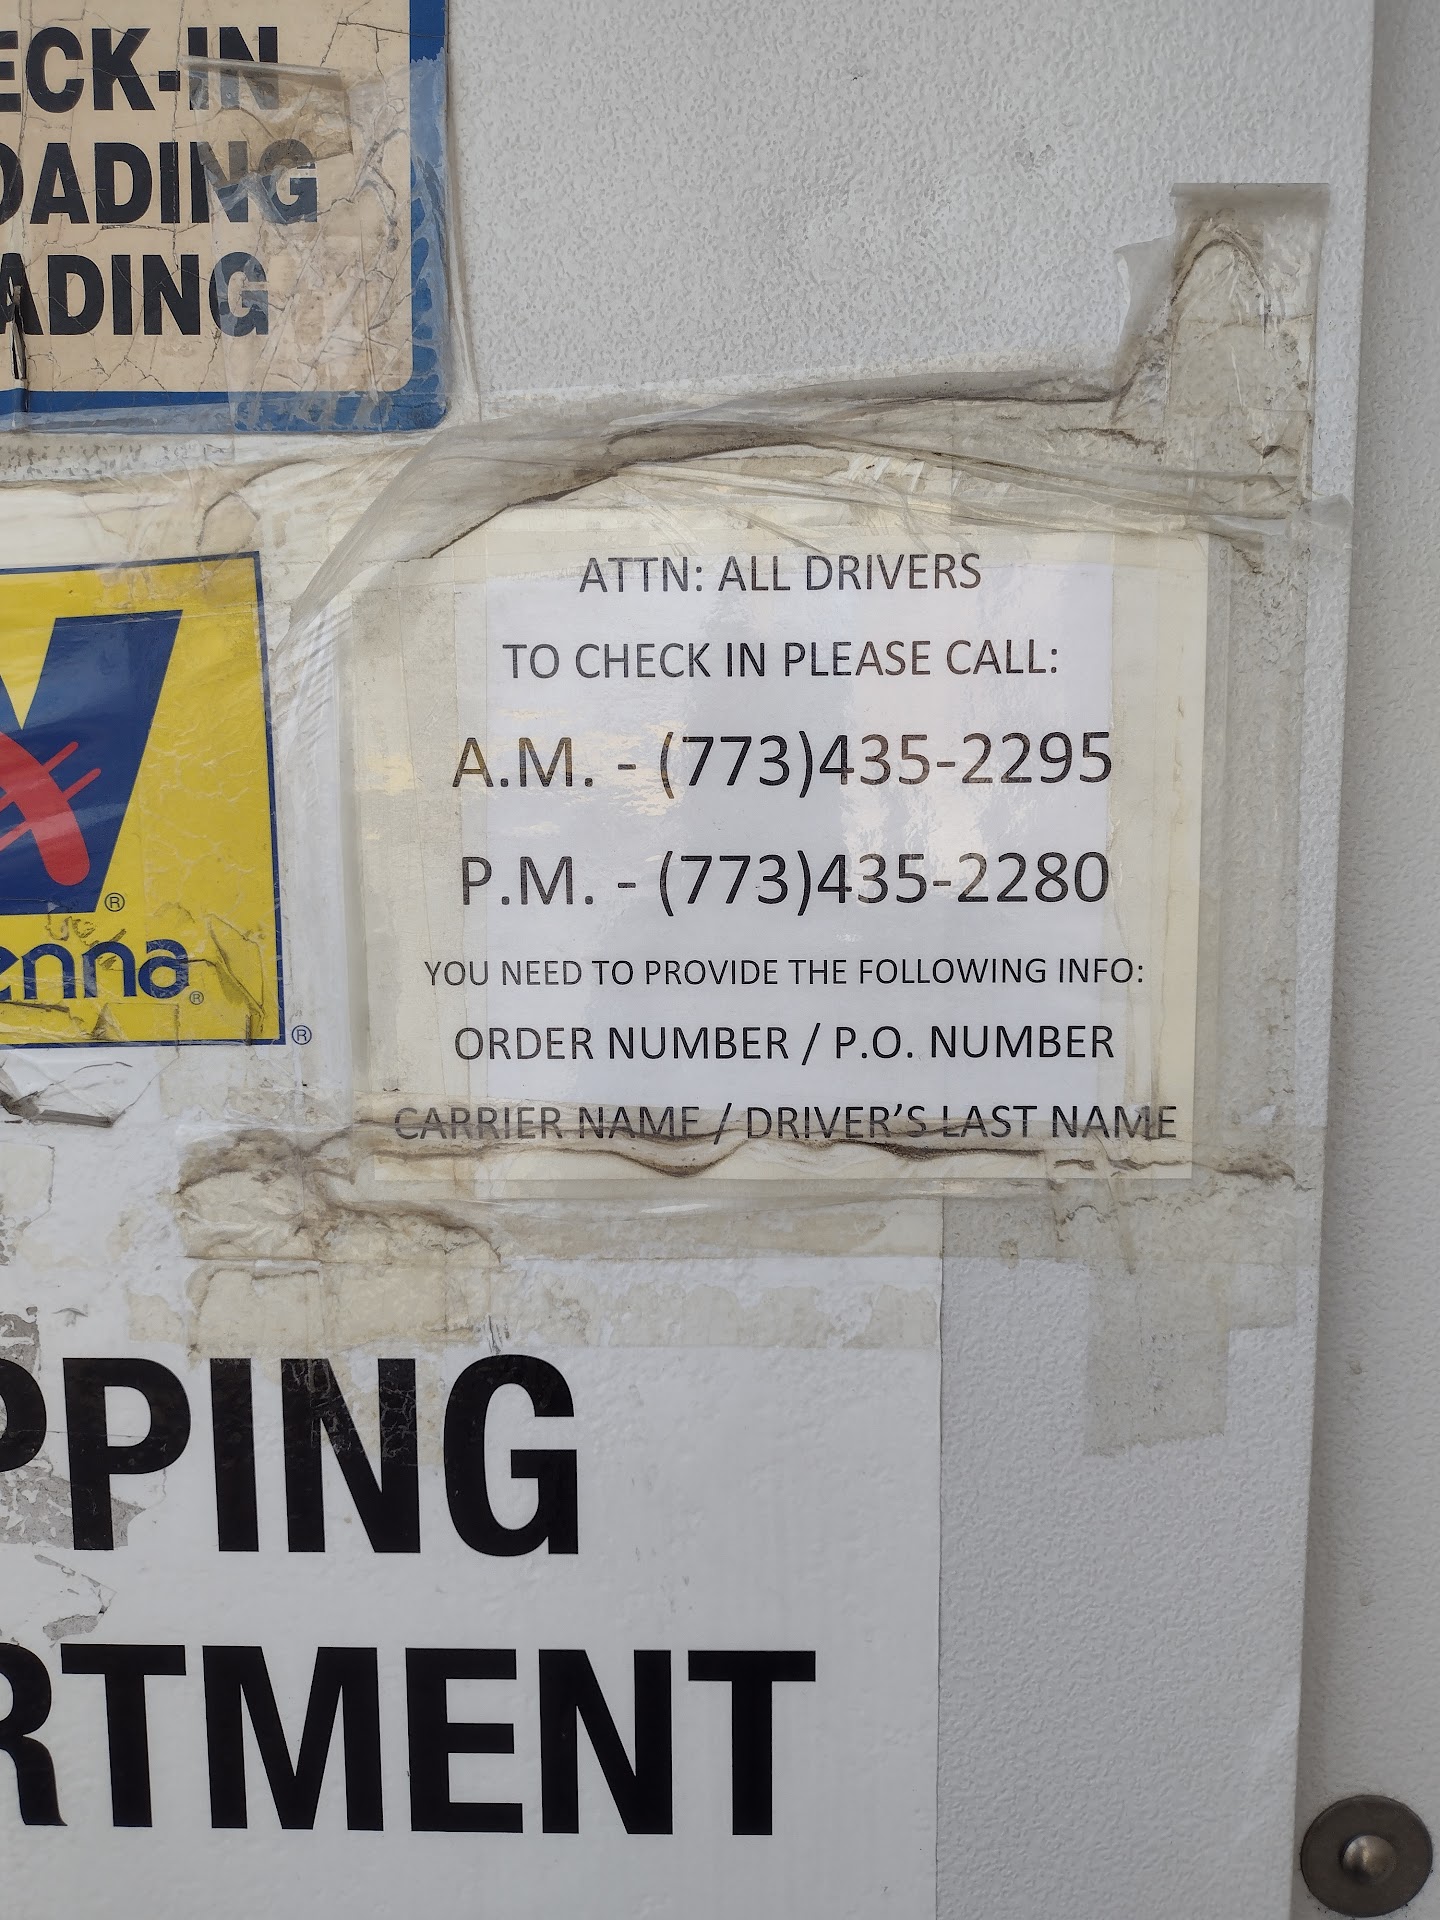 ECK-IN
OADING
ADING
V
®
enna®
®
ATTN: ALL DRIVERS
TO CHECK IN PLEASE CALL:
A.M. - (773)435-2295
P.M. - (773)435-2280
YOU NEED TO PROVIDE THE FOLLOWING INFO:
ORDER NUMBER / P.O. NUMBER
CARRIER NAME / DRIVER'S LAST NAME
PPING
RTMENT